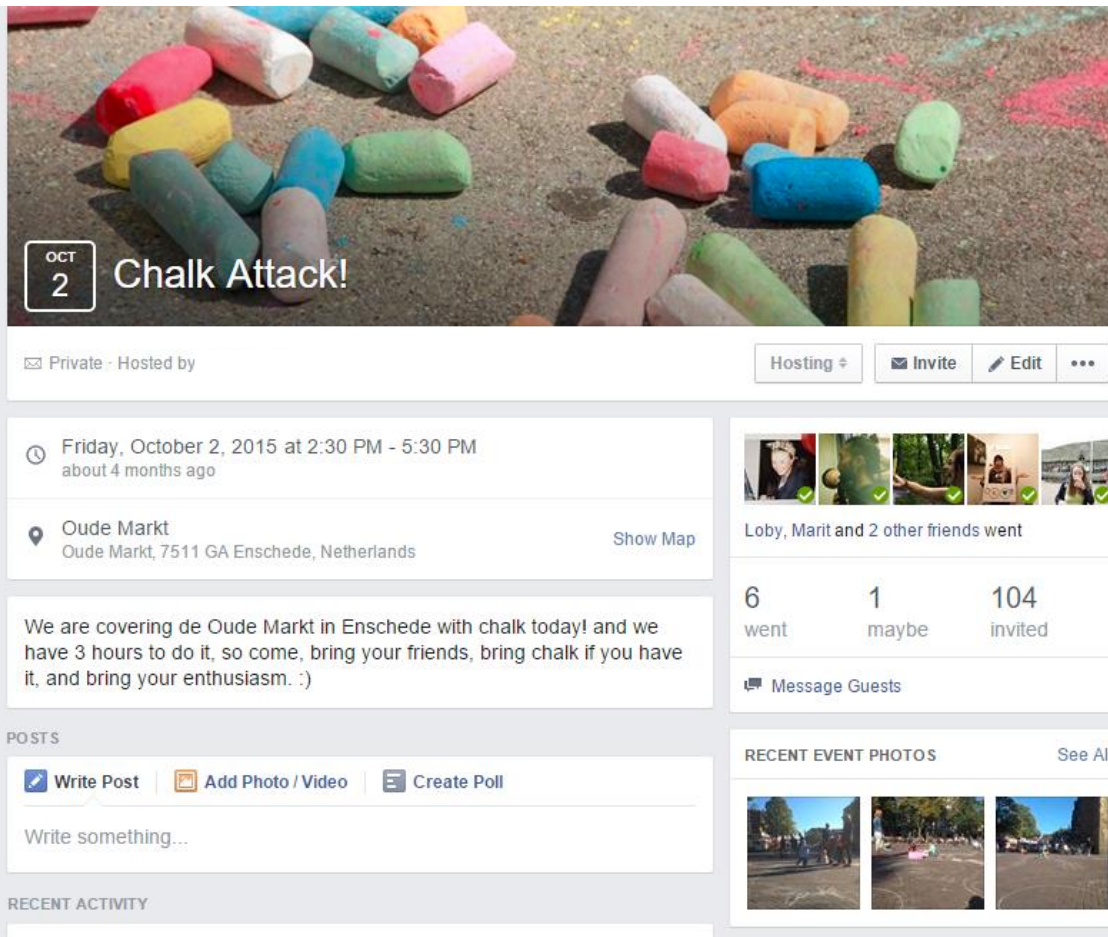 OCT
2
Chalk Attack!
Private · Hosted by
Hosting
Invite
Edit
Friday, October 2, 2015 at 2:30 PM - 5:30 PM
about 4 months ago
Oude Markt
Oude Markt, 7511 GA Enschede, Netherlands
Show Map
We are covering de Oude Markt in Enschede with chalk today! and we
have 3 hours to do it, so come, bring your friends, bring chalk if you have
it, and bring your enthusiasm. :)
POSTS
Write Post
Add Photo / Video
Create Poll
Write something...
RECENT ACTIVITY
Loby, Marit and 2 other friends went
6
went
1
maybe
104
invited
Message Guests
RECENT EVENT PHOTOS
See Al